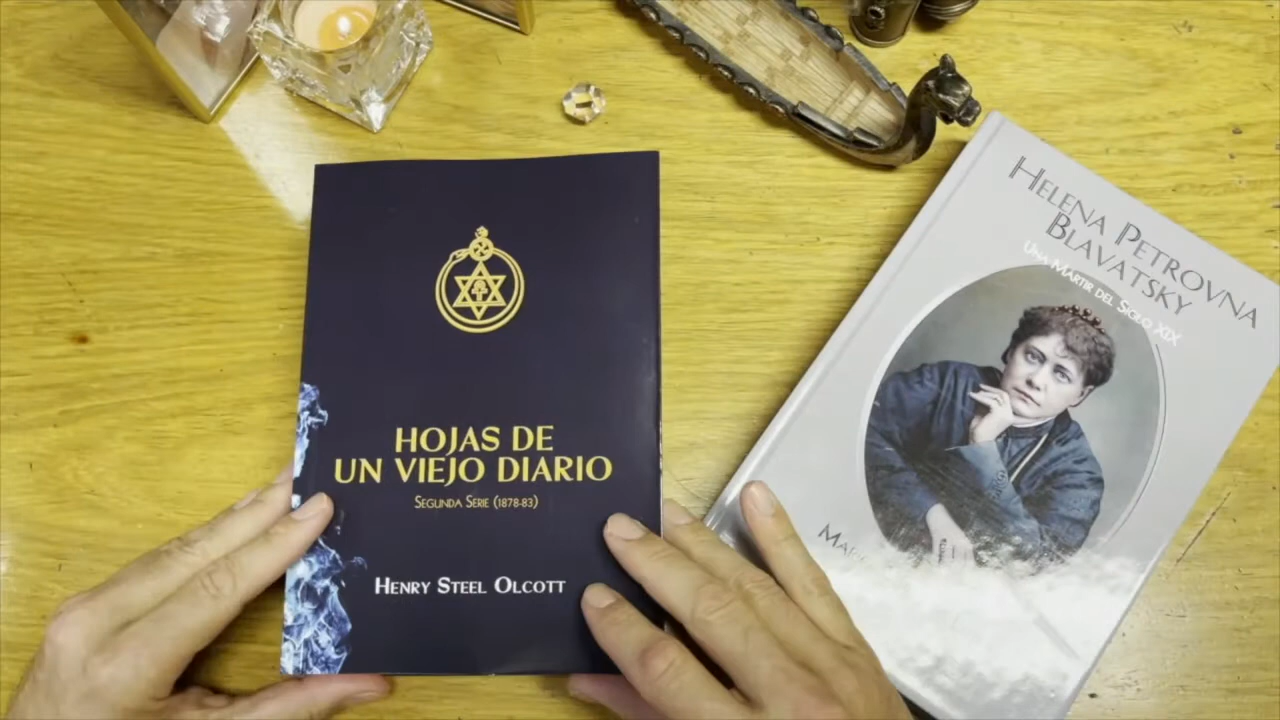 HOJAS DE
UN VIEJO DIARIO
SEGUNDA SERIE (1878-83)
HENRY STEEL OLCOTT
HELENA PETROVNA
BLAVATSKY
UNA MARTIR DEL SIGLO XIX